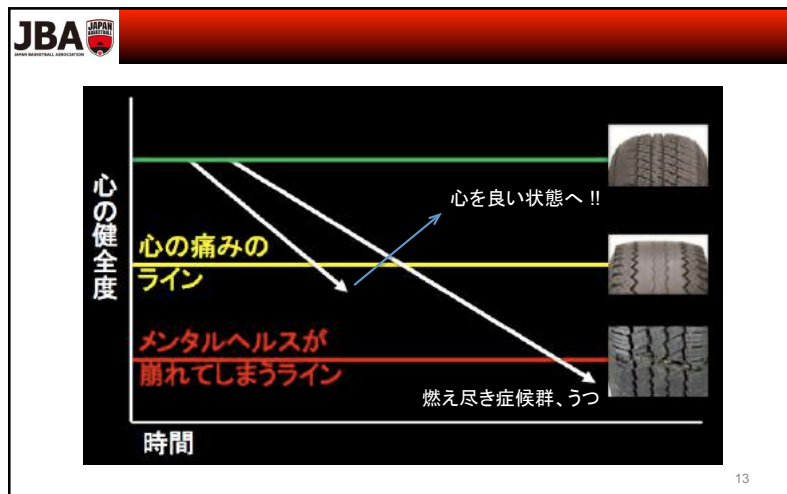 JBA
JAPAN
BASKETBALL
JAPAN BASKETBALL ASSOCIATION
心の健全度
心を良い状態へ !!
心の痛みの
ライン
メンタルヘルスが
崩れてしまうライン
燃え尽き症候群、うつ
時間
13